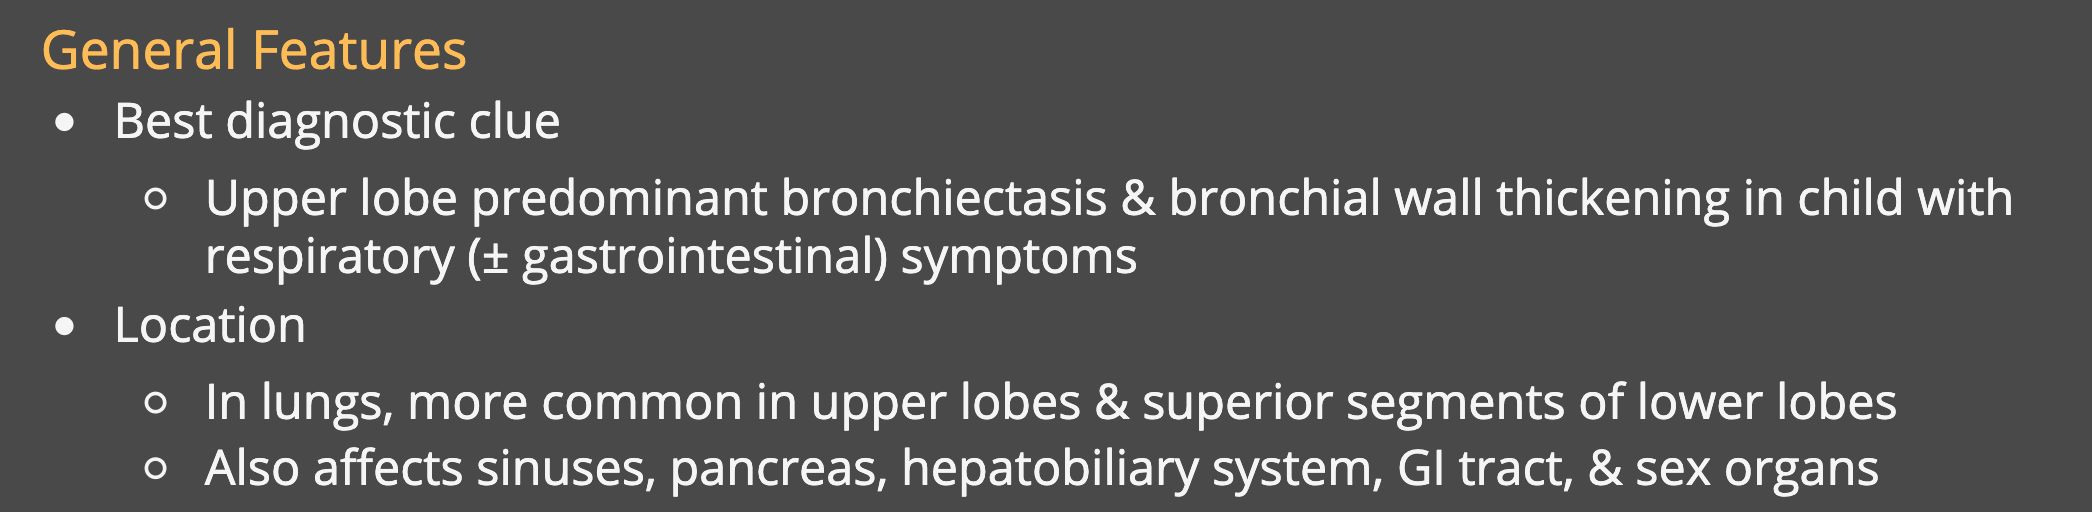 General Features
• Best diagnostic clue
○ Upper lobe predominant bronchiectasis & bronchial wall thickening in child with
respiratory (± gastrointestinal) symptoms
• Location
○ In lungs, more common in upper lobes & superior segments of lower lobes
○ Also affects sinuses, pancreas, hepatobiliary system, GI tract, & sex organs